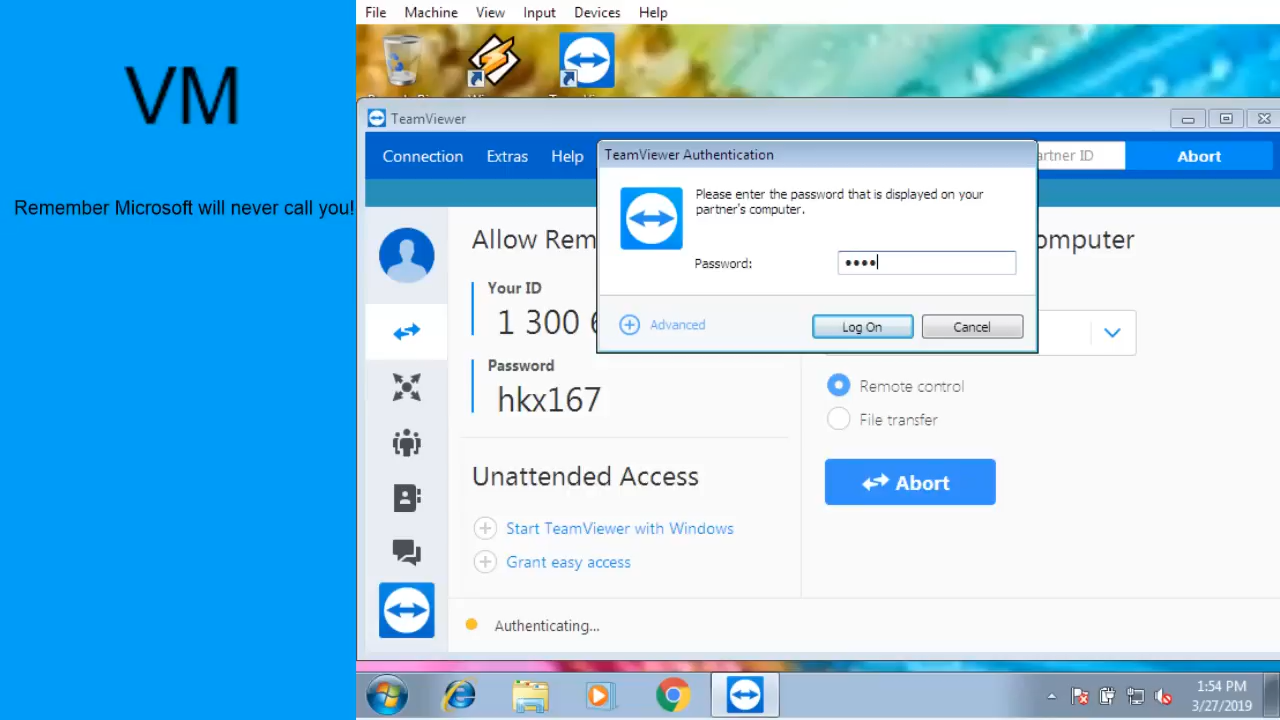 VM
Remember Microsoft will never call you!
File Machine View Input Devices Help
TeamViewer
Connection Extras Help
Partner ID
Abort
TeamViewer Authentication
Please enter the password that is displayed on your
partner's computer.
Password: ••••
Advanced
Log On
Cancel
Allow Rem
omputer
Your ID
1 300
Password
hkx167
Remote control
File transfer
Abort
Unattended Access
Start TeamViewer with Windows
Grant easy access
Authenticating...
1:54 PM
3/27/2019